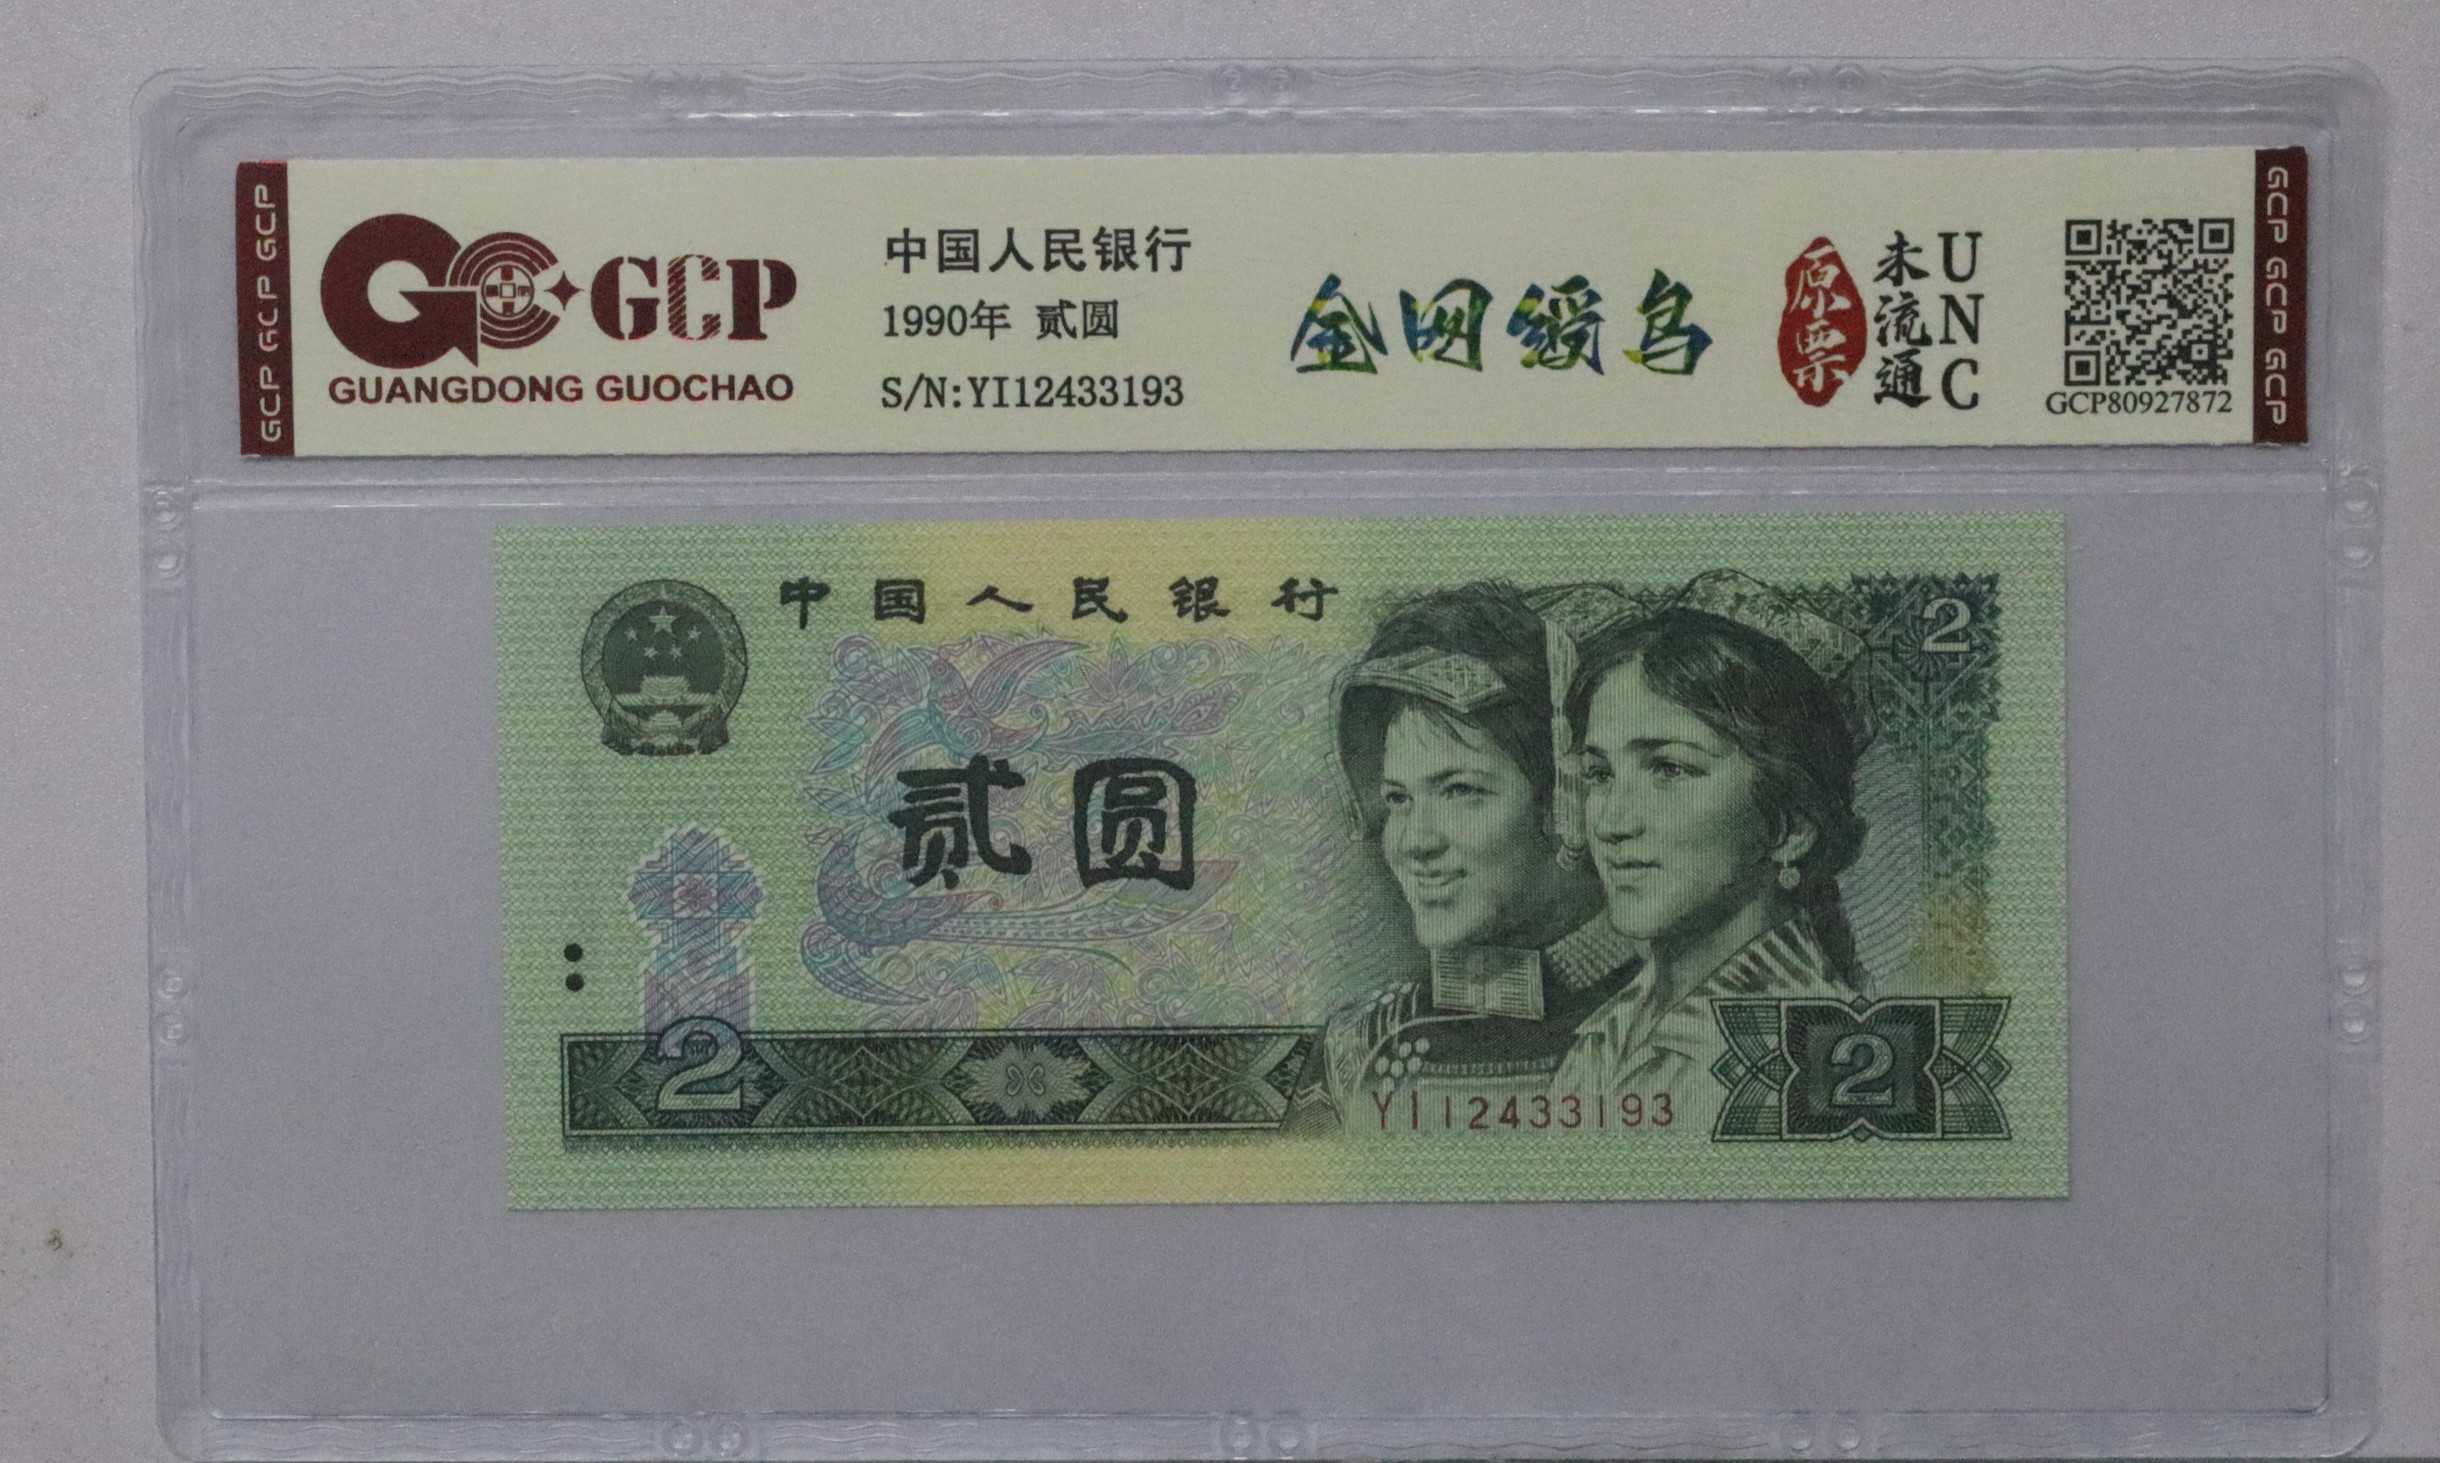 GCP GCP GCP
GCP
GUANGDONG GUOCHAO
中国人民银行
1990年 贰圆
S/N:YI12433193
金网绶鸟
原票
未流通
UNC
GCP80927872
GCP GCP GCP
中国人民银行
2
贰圆
2
YI12433193
2